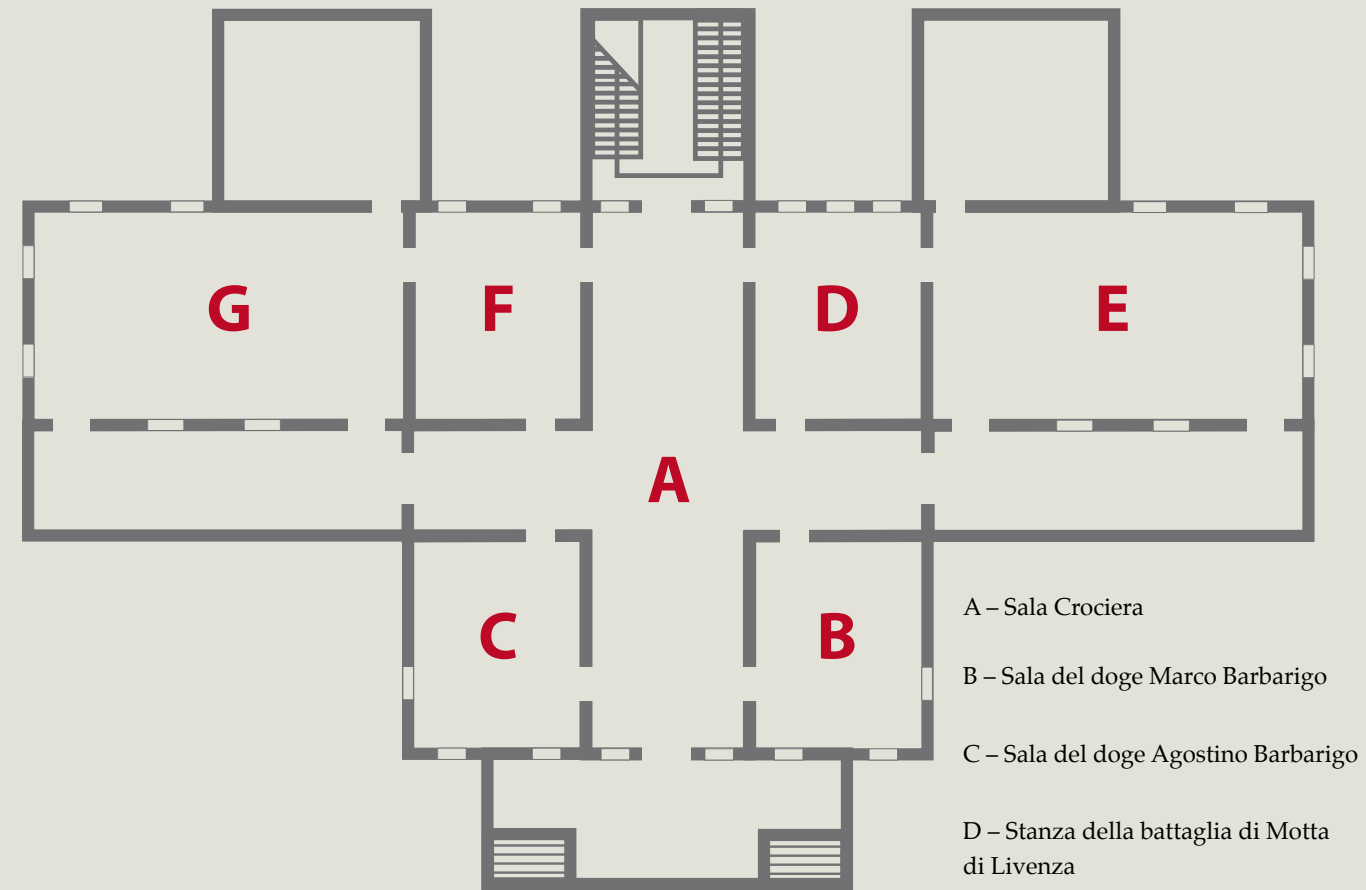 G
F
D
E
A
C
B
A – Sala Crociera
B – Sala del doge Marco Barbarigo
C – Sala del doge Agostino Barbarigo
D – Stanza della battaglia di Motta
di Livenza